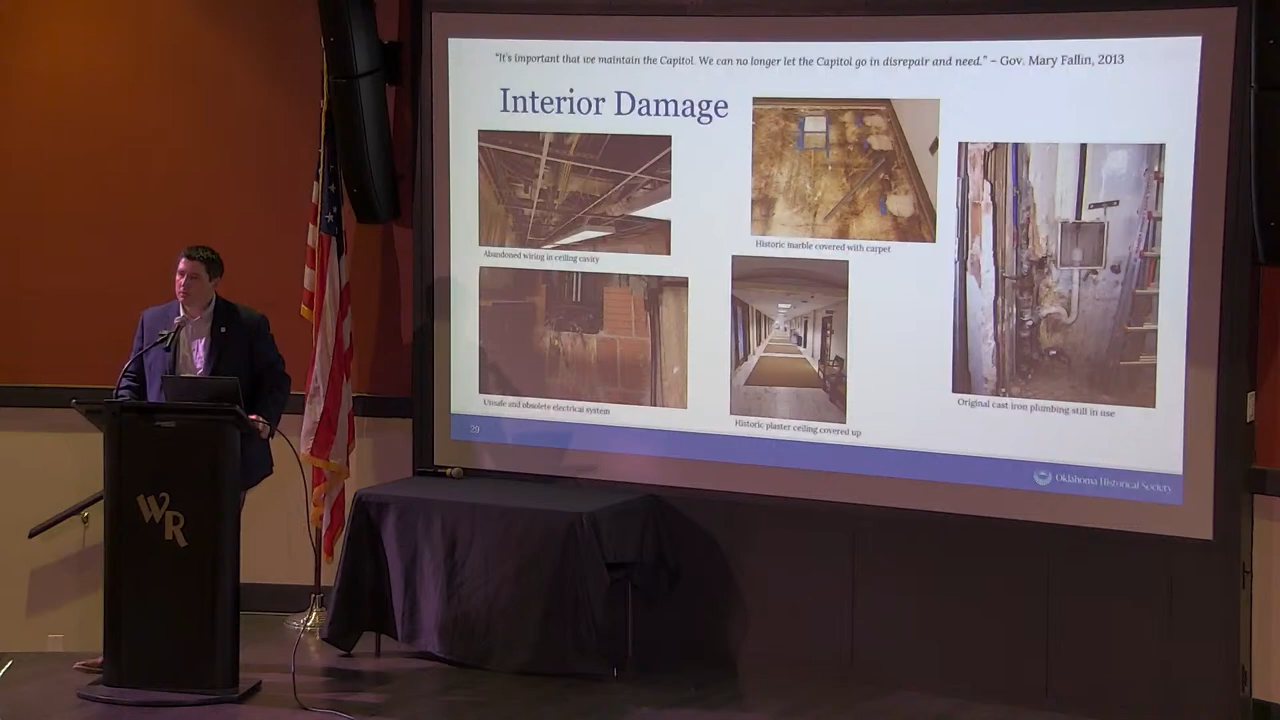 “It's important that we maintain the Capitol. We can no longer let the Capitol go in disrepair and need.” – Gov. Mary Fallin, 2013
Interior Damage
Abandoned wiring in ceiling cavity
Historic marble covered with carpet
Unsafe and obsolete electrical system
Historic plaster ceiling covered up
Original cast iron plumbing still in use
29
Oklahoma Historical Society
WR